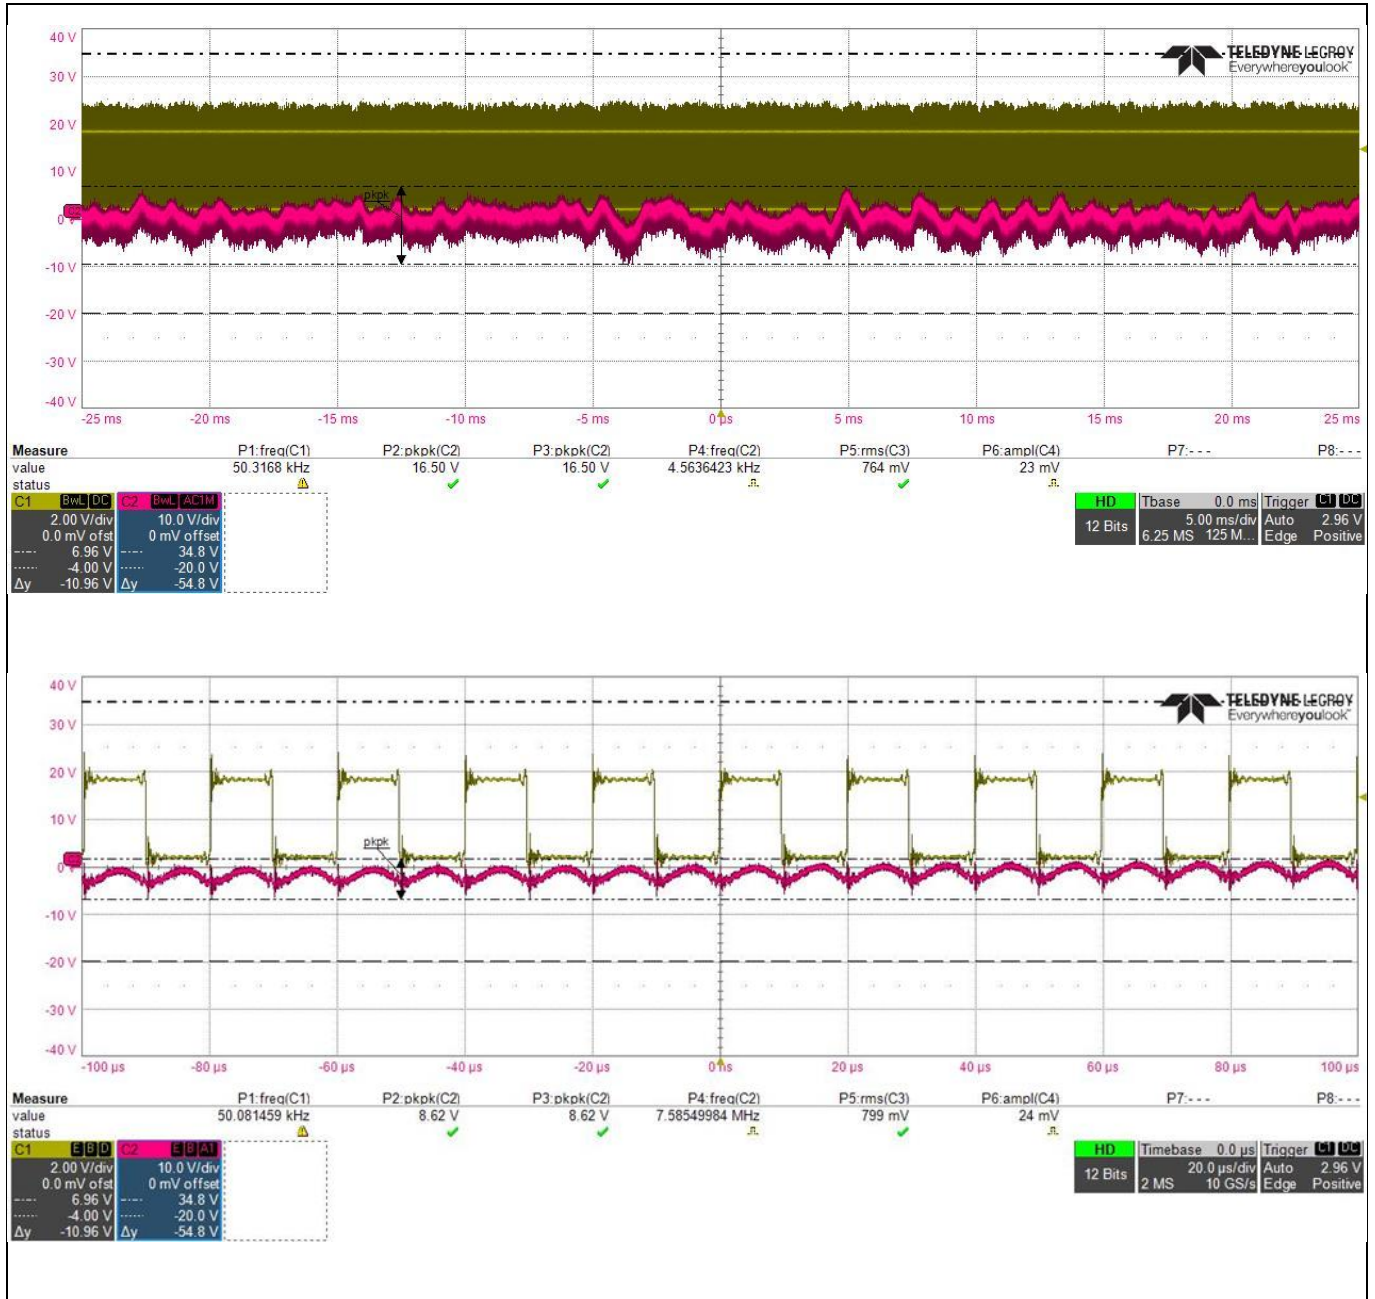 40 V
TELEDYNE LECROY
Everywhereyoulook™
30 V
20 V
10 V
pkpk
C2
0 V
-10 V
-20 V
-30 V
-40 V
-25 ms -20 ms -15 ms -10 ms -5 ms 0 µs 5 ms 10 ms 15 ms 20 ms 25 ms
Measure P1:freq(C1) P2:pkpk(C2) P3:pkpk(C2) P4:freq(C2) P5:rms(C3) P6:ampl(C4) P7:--- P8:---
value 50.3168 kHz 16.50 V 16.50 V 4.5636423 kHz 764 mV 23 mV
status
C1 BwL DC C2 BwL AC1M HD Tbase 0.0 ms Trigger C1 DC
2.00 V/div 10.0 V/div 12 Bits 5.00 ms/div Auto 2.96 V
0.0 mV ofst 0 mV offset 6.25 MS 125 M... Edge Positive
6.96 V 34.8 V
-4.00 V -20.0 V
Δy -10.96 V Δy -54.8 V
40 V
TELEDYNE LECROY
Everywhereyoulook™
30 V
20 V
10 V
pkpk
C2
0 V
-10 V
-20 V
-30 V
-40 V
-100 µs -80 µs -60 µs -40 µs -20 µs 0 ns 20 µs 40 µs 60 µs 80 µs 100 µs
Measure P1:freq(C1) P2:pkpk(C2) P3:pkpk(C2) P4:freq(C2) P5:rms(C3) P6:ampl(C4) P7:--- P8:---
value 50.081459 kHz 8.62 V 8.62 V 7.58549984 MHz 799 mV 24 mV
status
C1 E B D C2 E B A1 HD Timebase 0.0 µs Trigger C1 DC
2.00 V/div 10.0 V/div 12 Bits 20.0 µs/div Auto 2.96 V
0.0 mV ofst 0 mV offset 2 MS 10 GS/s Edge Positive
6.96 V 34.8 V
-4.00 V -20.0 V
Δy -10.96 V Δy -54.8 V